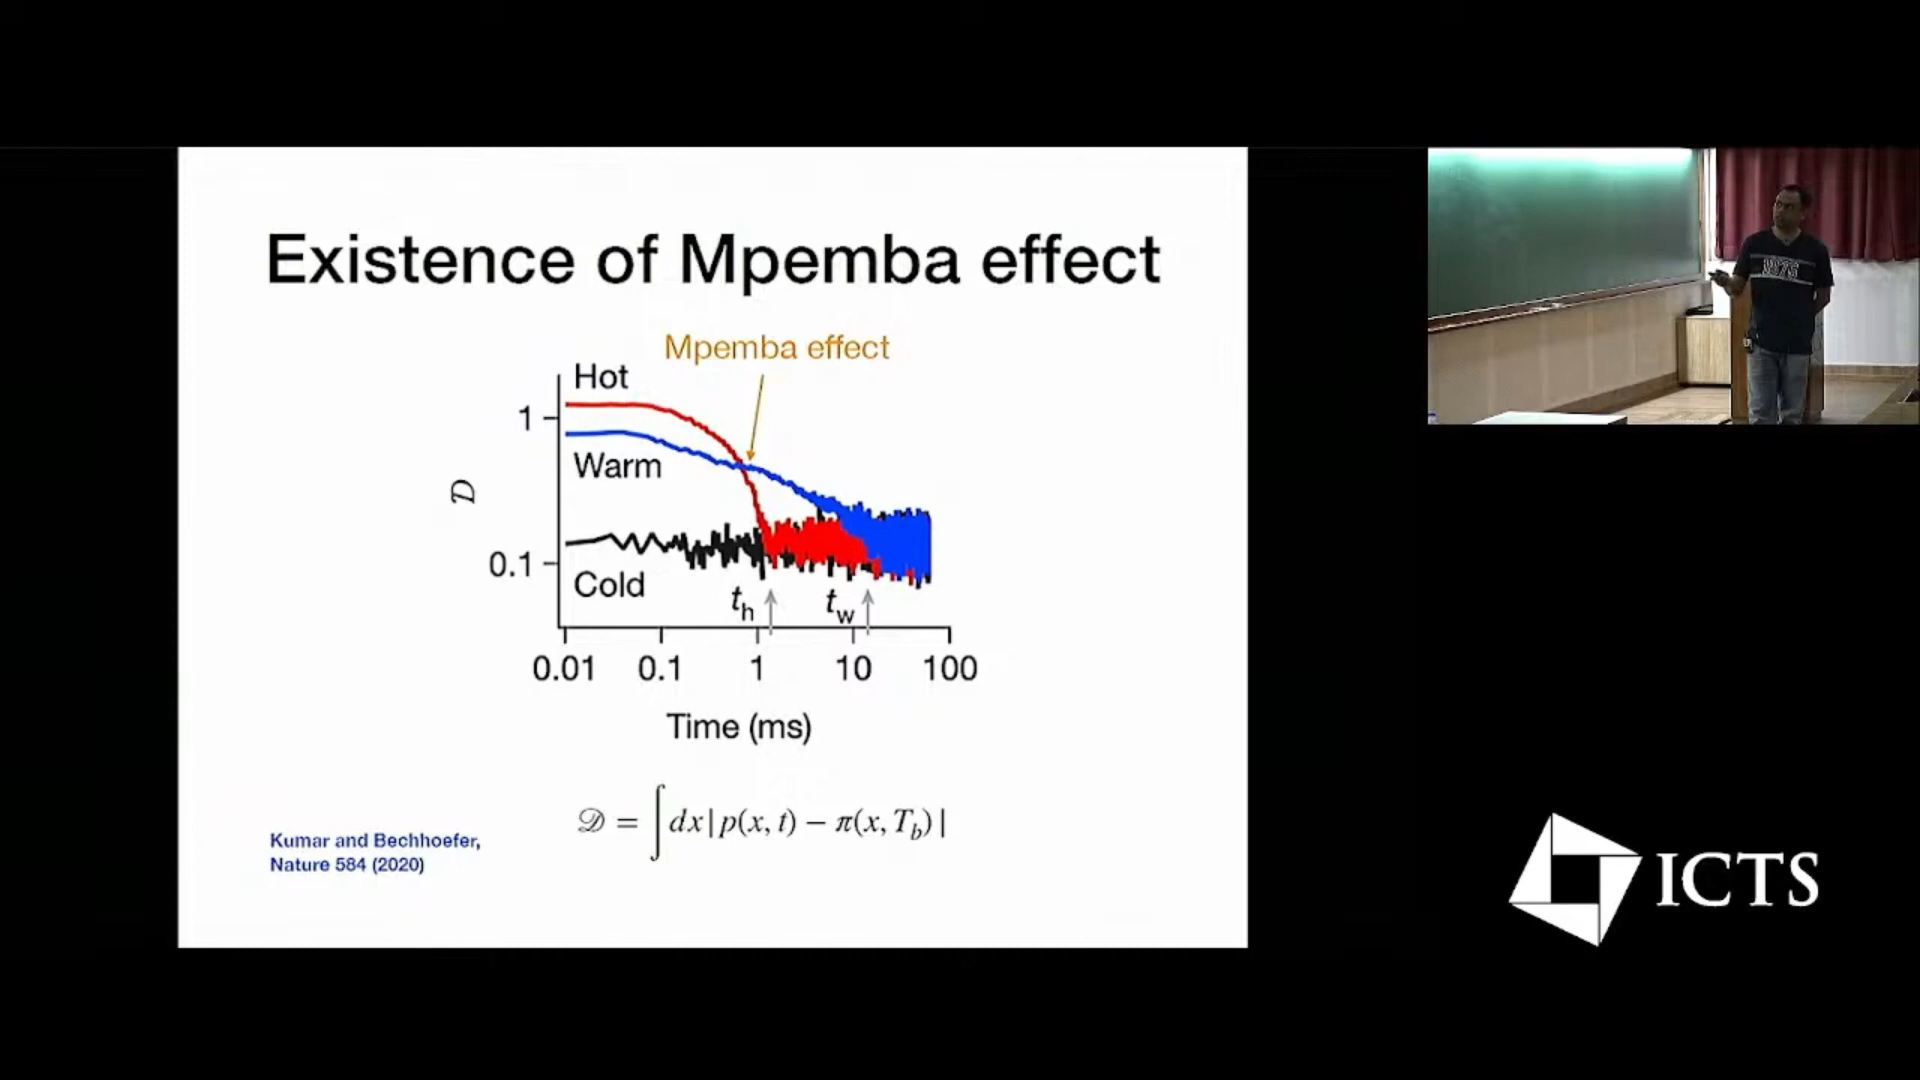 Existence of Mpemba effect
Mpemba effect
Hot
1
Warm
𝒟
0.1
Cold
t_h
t_w
0.01 0.1 1 10 100
Time (ms)
𝒟 = ∫ dx | p(x, t) − π(x, T_b) |
Kumar and Bechhoefer,
Nature 584 (2020)
ICTS